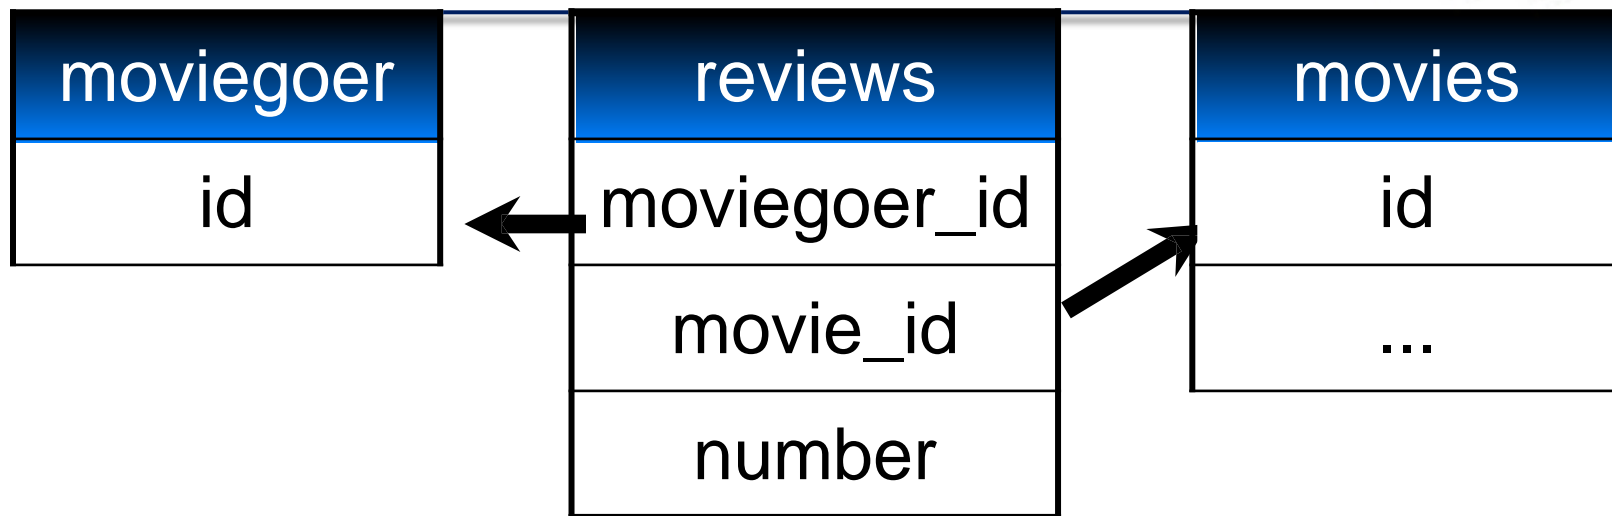 moviegoer
id
reviews
moviegoer_id
movie_id
number
movies
id
...